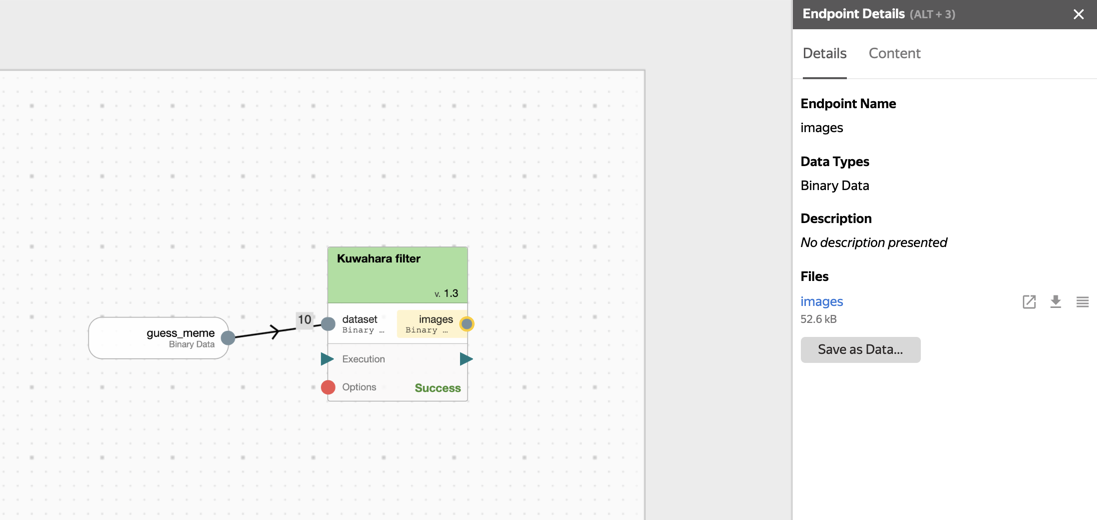 Endpoint Details (ALT + 3)
Details Content
Endpoint Name
images
Data Types
Binary Data
Description
No description presented
Files
images
52.6 kB
Save as Data...
Kuwahara filter
v. 1.3
10
dataset images
Binary … Binary …
guess_meme
Binary Data
Execution
Options Success